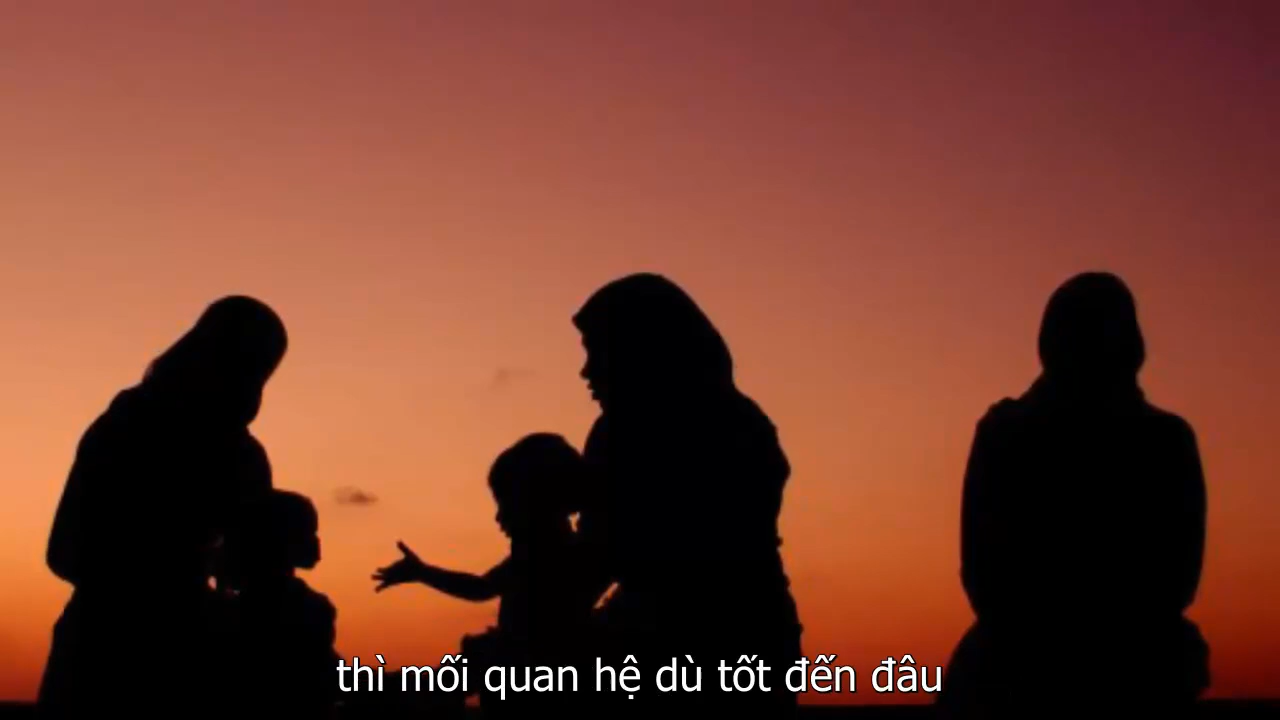 thì mối quan hệ dù tốt đến đâu